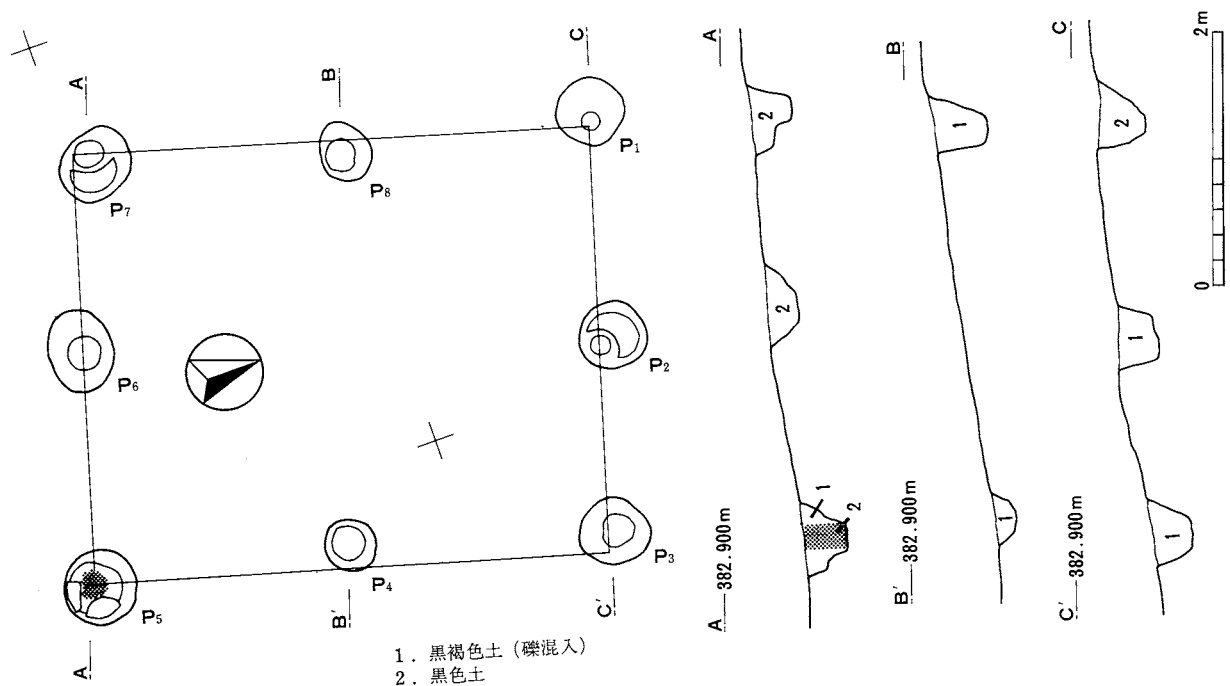 A
B
C
P₇
P₈
P₁
P₆
P₂
P₅
P₄
P₃
A
B'
C'
1. 黒褐色土(礫混入)
2. 黒色土
A
2
2
1
2
A 382.900m
B
1
1
B' 382.900m
C
2
1
1
C' 382.900m
2m
0